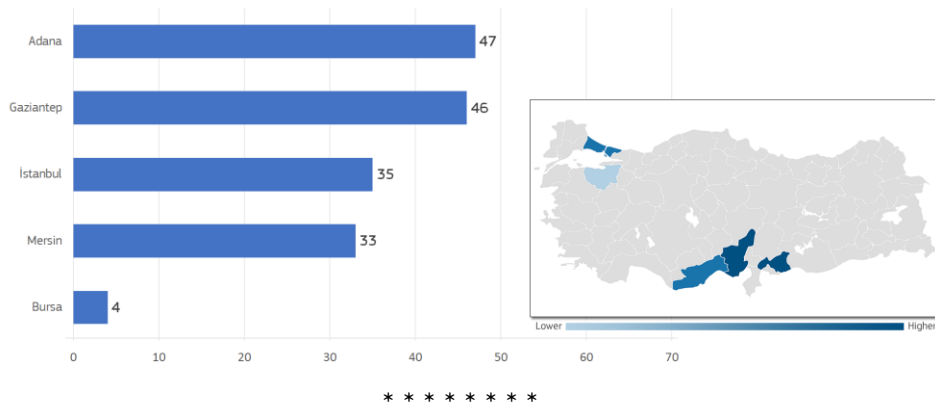 Adana 47
Gaziantep 46
İstanbul 35
Mersin 33
Bursa 4
Lower Higher
0 10 20 30 40 50 60 70
* * * * * * * *